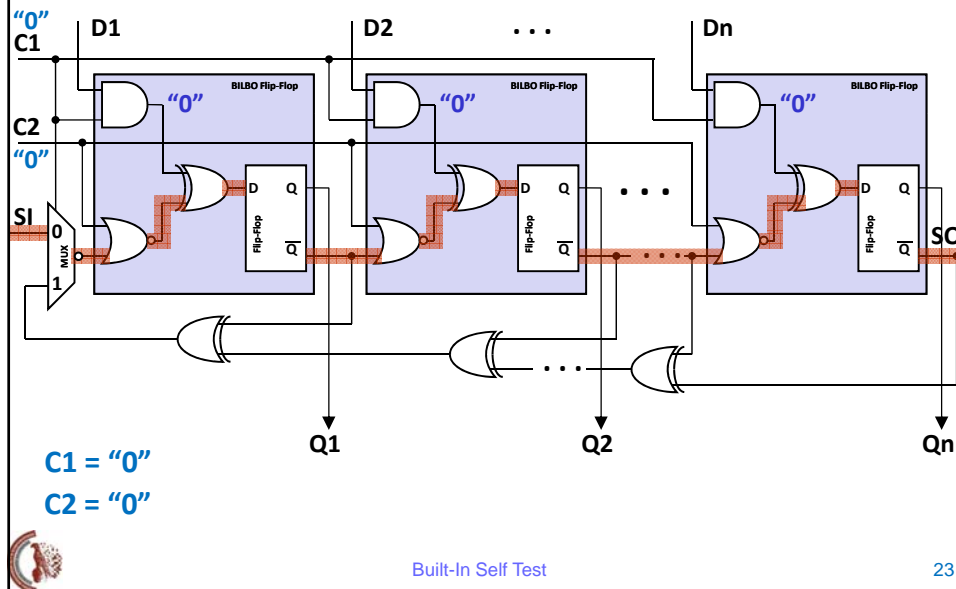 “0”
C1
D1 D2 . . . Dn
BILBO Flip-Flop BILBO Flip-Flop BILBO Flip-Flop
“0” “0” “0”
C2
“0”
D Q D Q . . . D Q
SI 0 MUX 1
Flip-Flop Flip-Flop Flip-Flop
Q Q Q SO
Q1 Q2 Qn
C1 = “0”
C2 = “0”
Built-In Self Test 23